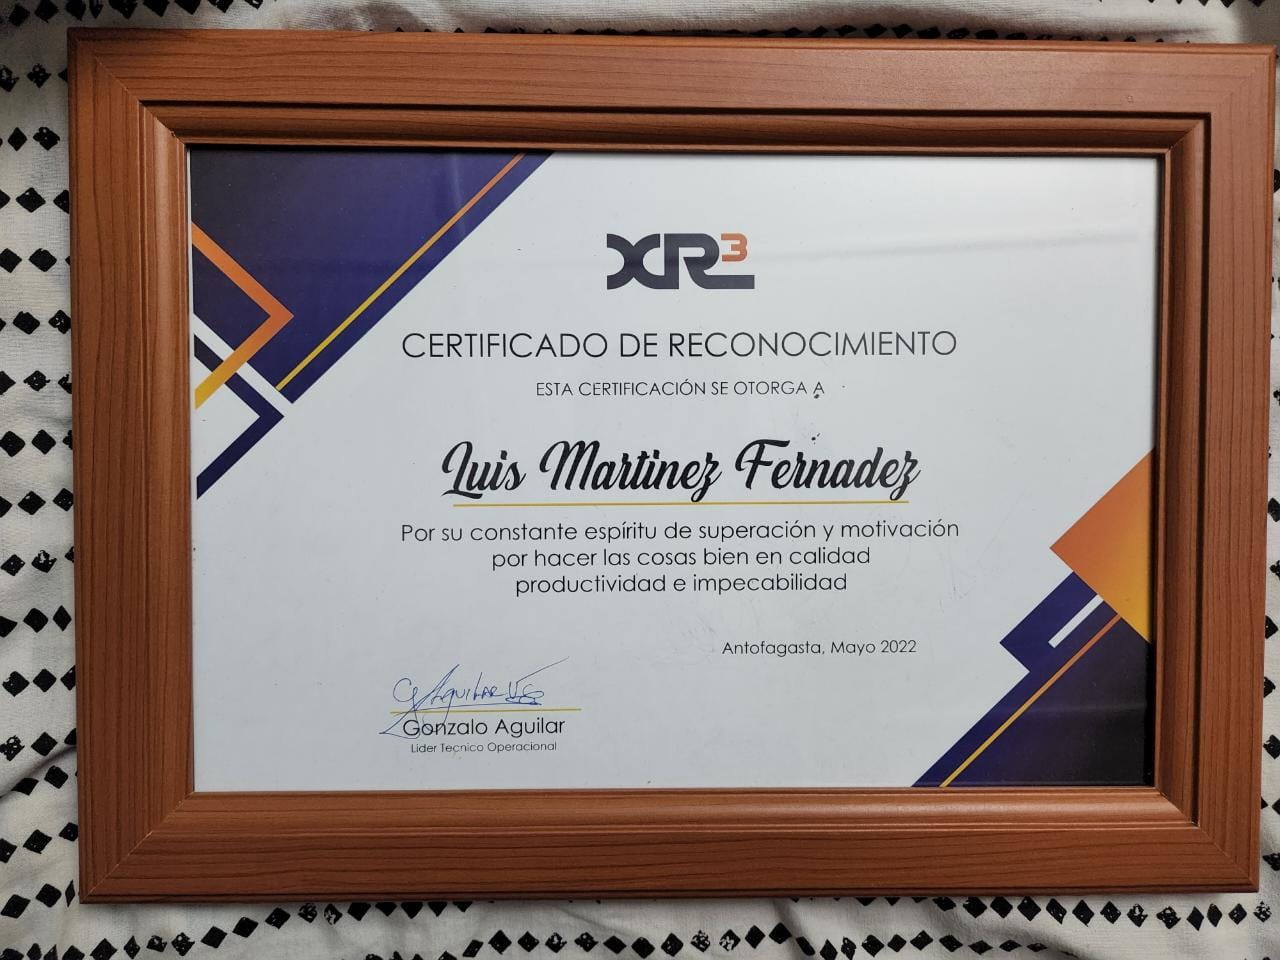 XR3
CERTIFICADO DE RECONOCIMIENTO
ESTA CERTIFICACIÓN SE OTORGA A
Luis Martinez Fernadez
Por su constante espíritu de superación y motivación
por hacer las cosas bien en calidad
productividad e impecabilidad
Antofagasta, Mayo 2022
Gonzalo Aguilar
Lider Tecnico Operacional